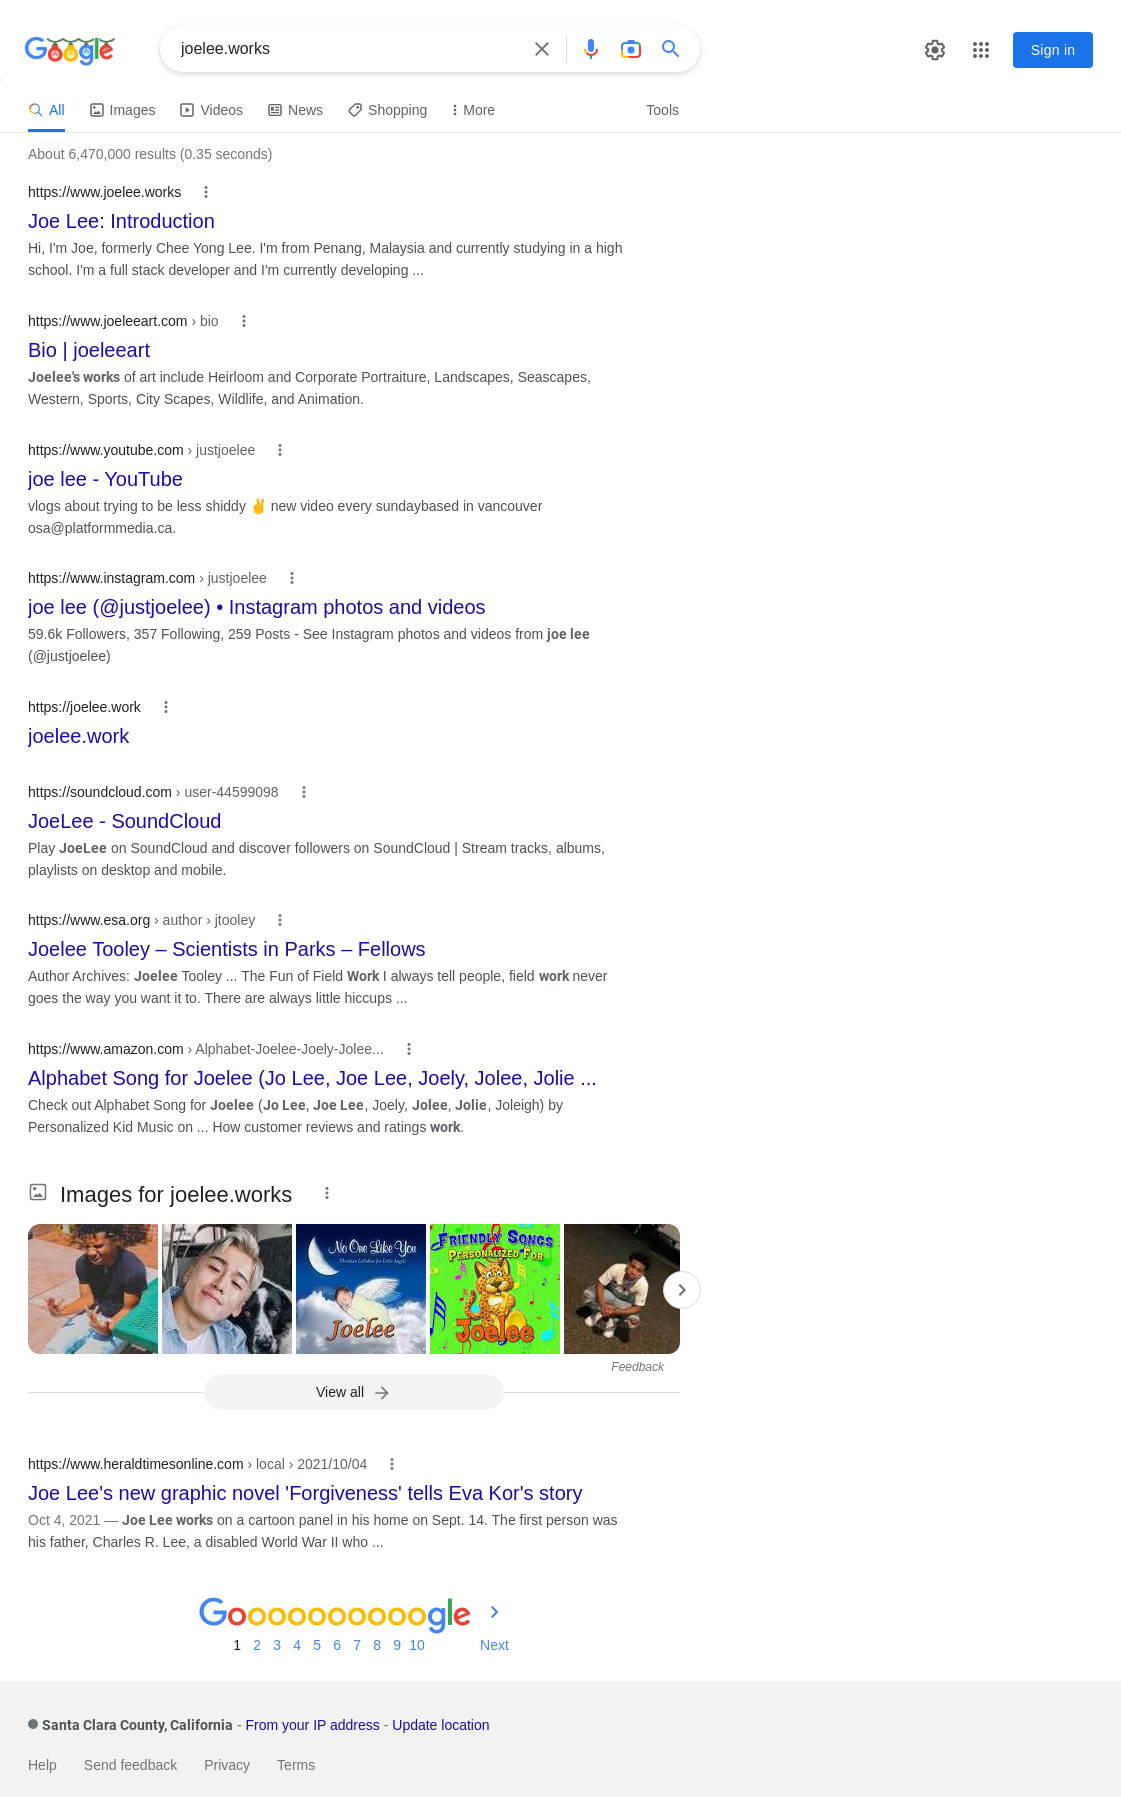 Google
joelee.works
Sign in
All
Images
Videos
News
Shopping
More
Tools
About 6,470,000 results (0.35 seconds)
https://www.joelee.works
Joe Lee: Introduction
Hi, I'm Joe, formerly Chee Yong Lee. I'm from Penang, Malaysia and currently studying in a high
school. I'm a full stack developer and I'm currently developing ...
https://www.joeleeart.com › bio
Bio | joeleeart
Joelee's works of art include Heirloom and Corporate Portraiture, Landscapes, Seascapes,
Western, Sports, City Scapes, Wildlife, and Animation.
https://www.youtube.com › justjoelee
joe lee - YouTube
vlogs about trying to be less shiddy ✌️ new video every sundaybased in vancouver
osa@platformmedia.ca.
https://www.instagram.com › justjoelee
joe lee (@justjoelee) • Instagram photos and videos
59.6k Followers, 357 Following, 259 Posts - See Instagram photos and videos from joe lee
(@justjoelee)
https://joelee.work
joelee.work
https://soundcloud.com › user-44599098
JoeLee - SoundCloud
Play JoeLee on SoundCloud and discover followers on SoundCloud | Stream tracks, albums,
playlists on desktop and mobile.
https://www.esa.org › author › jtooley
Joelee Tooley – Scientists in Parks – Fellows
Author Archives: Joelee Tooley ... The Fun of Field Work I always tell people, field work never
goes the way you want it to. There are always little hiccups ...
https://www.amazon.com › Alphabet-Joelee-Joely-Jolee...
Alphabet Song for Joelee (Jo Lee, Joe Lee, Joely, Jolee, Jolie ...
Check out Alphabet Song for Joelee (Jo Lee, Joe Lee, Joely, Jolee, Jolie, Joleigh) by
Personalized Kid Music on ... How customer reviews and ratings work.
Images for joelee.works
No One Like You
Christian Lullabies for Little Angels
Joelee
FRIENDLY SONGS
PERSONALIZED FOR
Joelee
Feedback
View all
https://www.heraldtimesonline.com › local › 2021/10/04
Joe Lee's new graphic novel 'Forgiveness' tells Eva Kor's story
Oct 4, 2021 — Joe Lee works on a cartoon panel in his home on Sept. 14. The first person was
his father, Charles R. Lee, a disabled World War II who ...
Goooooooooogle
1 2 3 4 5 6 7 8 9 10 Next
Santa Clara County, California - From your IP address - Update location
Help Send feedback Privacy Terms